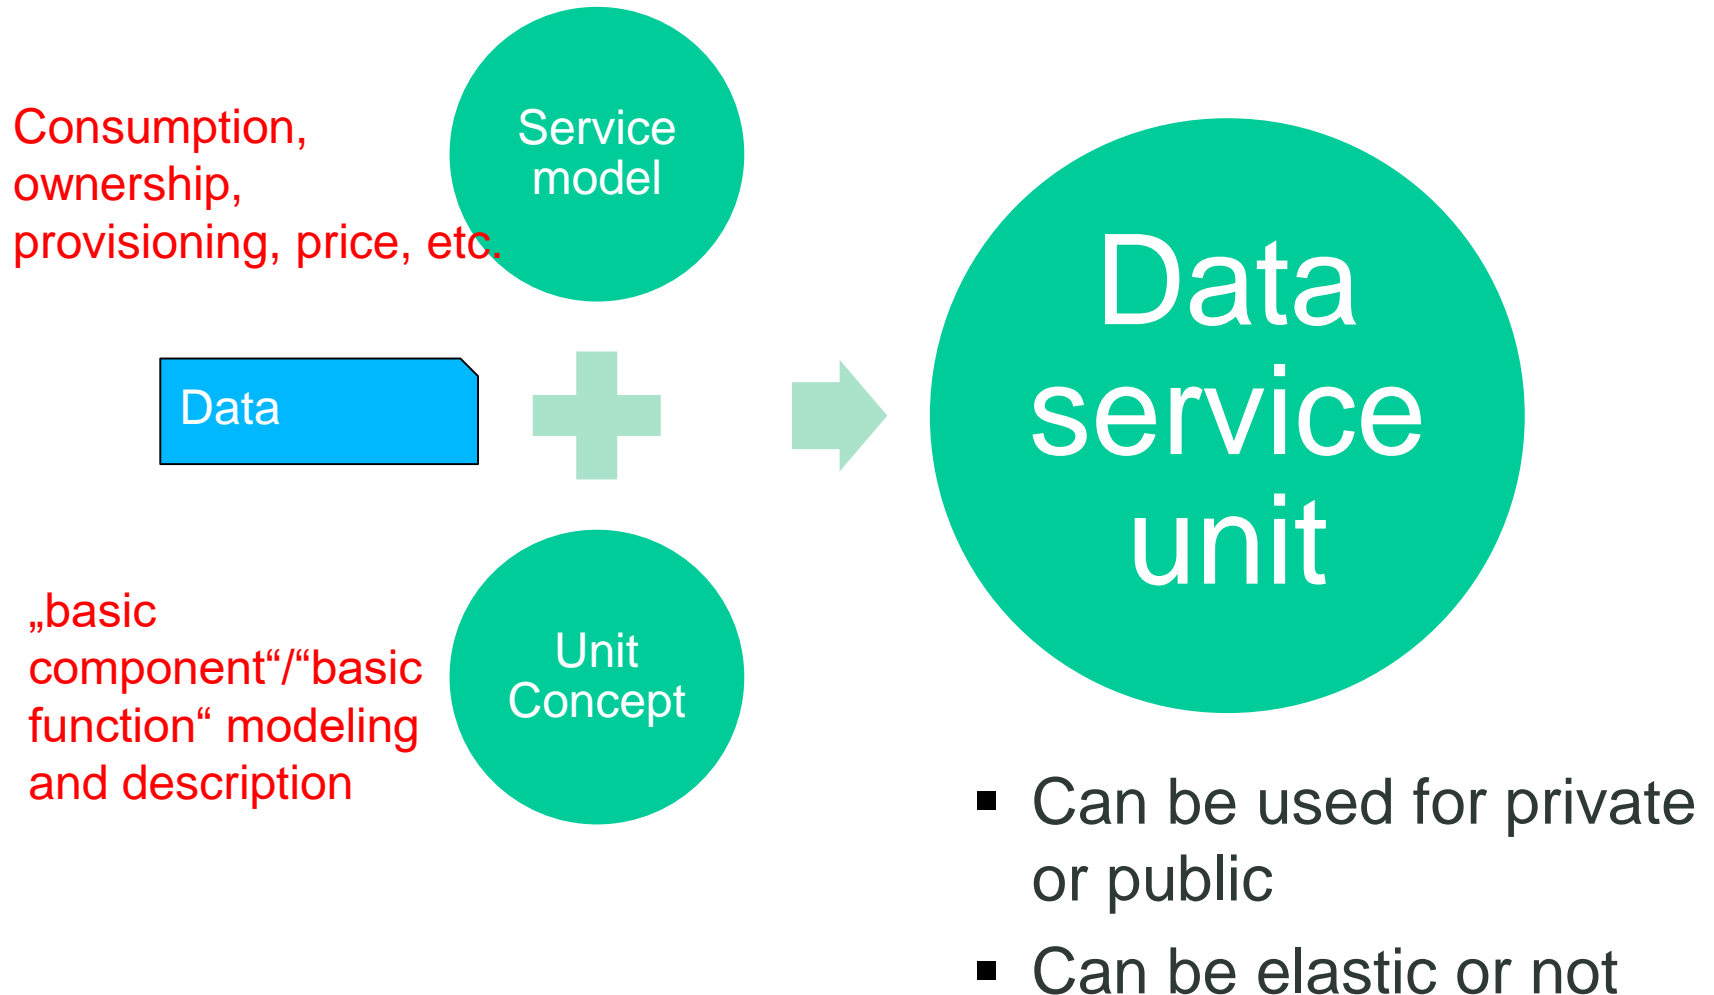 Consumption,
ownership,
provisioning, price, etc.
Service
model
Data
„basic
component“/“basic
function“ modeling
and description
Unit
Concept
Data
service
unit
▪ Can be used for private
or public
▪ Can be elastic or not